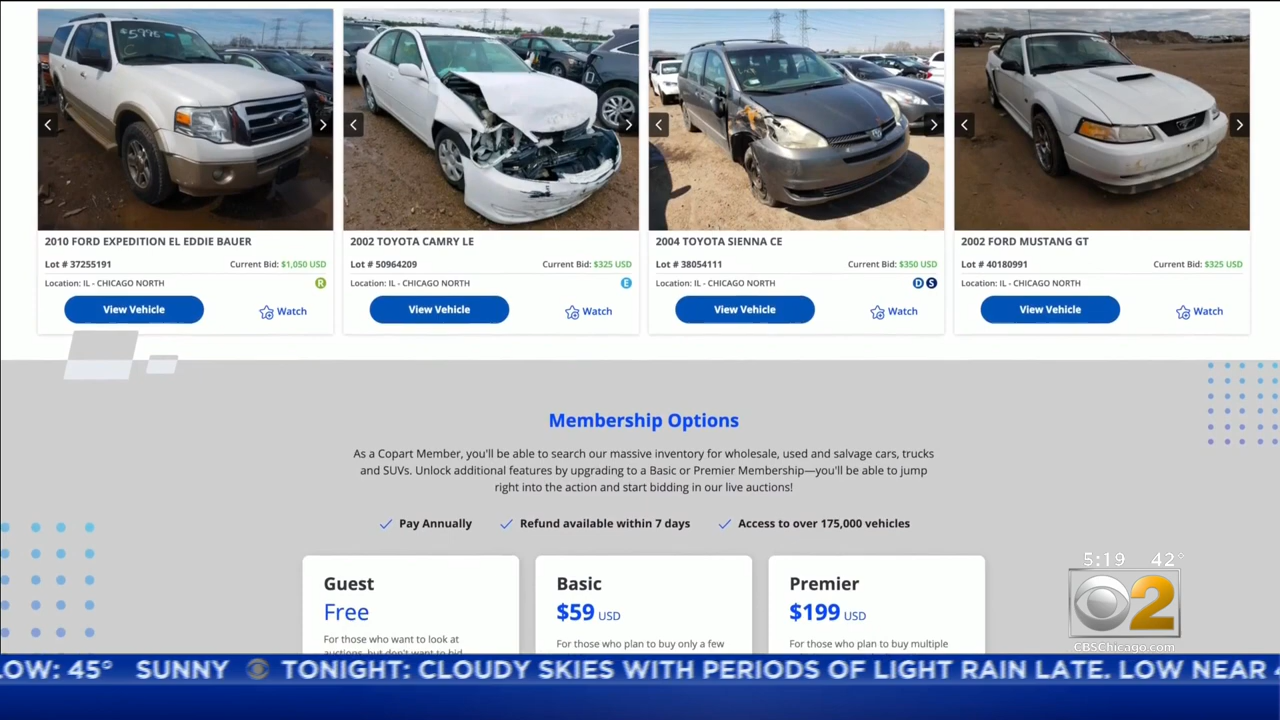 $5995
2010 FORD EXPEDITION EL EDDIE BAUER
Lot # 37255191 Current Bid: $1,050 USD
Location: IL - CHICAGO NORTH R
View Vehicle Watch
2002 TOYOTA CAMRY LE
Lot # 50964209 Current Bid: $325 USD
Location: IL - CHICAGO NORTH E
View Vehicle Watch
2004 TOYOTA SIENNA CE
Lot # 38054111 Current Bid: $350 USD
Location: IL - CHICAGO NORTH D S
View Vehicle Watch
2002 FORD MUSTANG GT
Lot # 40180991 Current Bid: $325 USD
Location: IL - CHICAGO NORTH
View Vehicle Watch
Membership Options
As a Copart Member, you'll be able to search our massive inventory for wholesale, used and salvage cars, trucks
and SUVs. Unlock additional features by upgrading to a Basic or Premier Membership—you'll be able to jump
right into the action and start bidding in our live auctions!
Pay Annually Refund available within 7 days Access to over 175,000 vehicles
Guest
Free
For those who want to look at
auctions, but don't want to bid
Basic
$59 USD
For those who plan to buy only a few
Premier
$199 USD
For those who plan to buy multiple
5:19 42°
2
CBSChicago.com
LOW: 45° SUNNY TONIGHT: CLOUDY SKIES WITH PERIODS OF LIGHT RAIN LATE. LOW NEAR 4